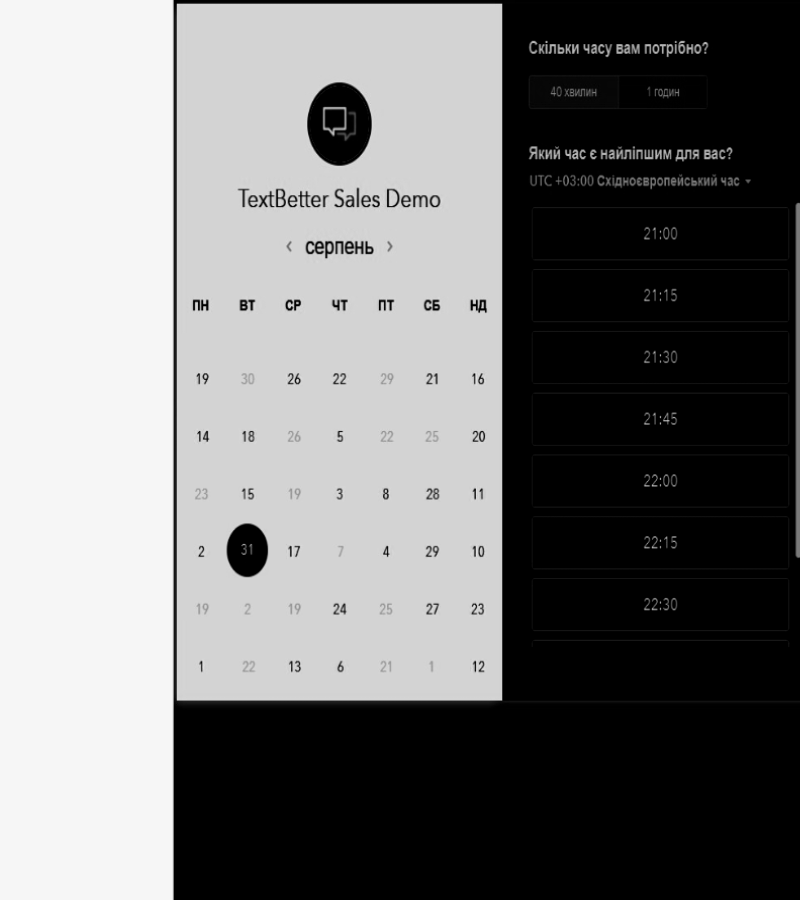 TextBetter Sales Demo
‹ серпень ›
ПН ВТ СР ЧТ ПТ СБ НД
19 30 26 22 29 21 16
14 18 26 5 22 25 20
23 15 19 3 8 28 11
2 31 17 7 4 29 10
19 2 19 24 25 27 23
1 22 13 6 21 1 12
Скільки часу вам потрібно?
40 хвилин 1 годин
Який час є найліпшим для вас?
UTC +03:00 Східноєвропейський час
21:00
21:15
21:30
21:45
22:00
22:15
22:30